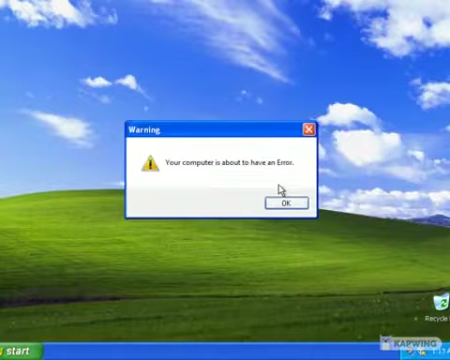 Warning
Your computer is about to have an Error.
OK
Recycle
start
KAPWING